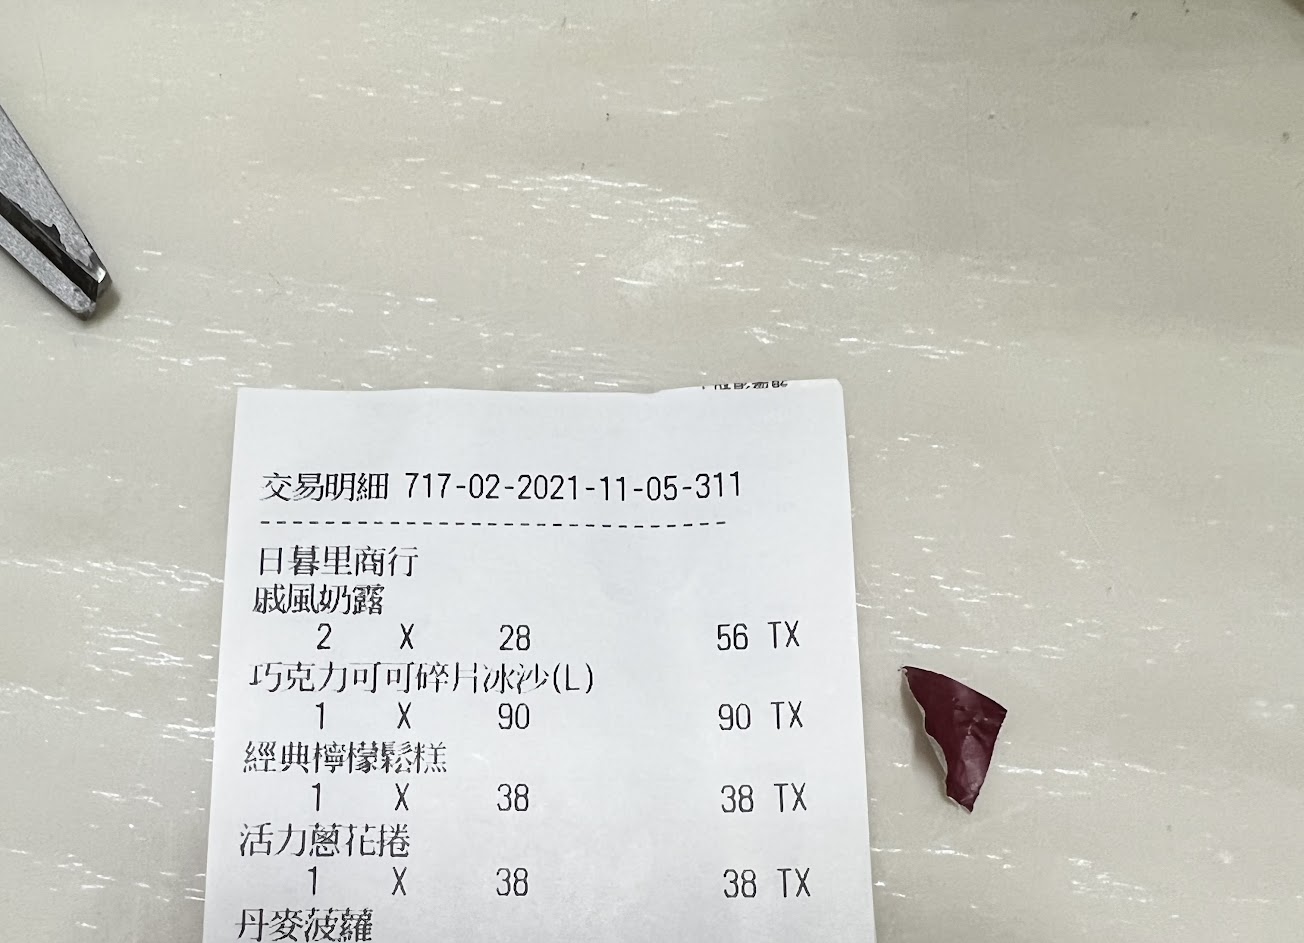 交易明細 717-02-2021-11-05-311
----------------------------
日暮里商行
戚風奶露
2 X 28 56 TX
巧克力可可碎片冰沙(L)
1 X 90 90 TX
經典檸檬鬆糕
1 X 38 38 TX
活力蔥花捲
1 X 38 38 TX
丹麥菠蘿